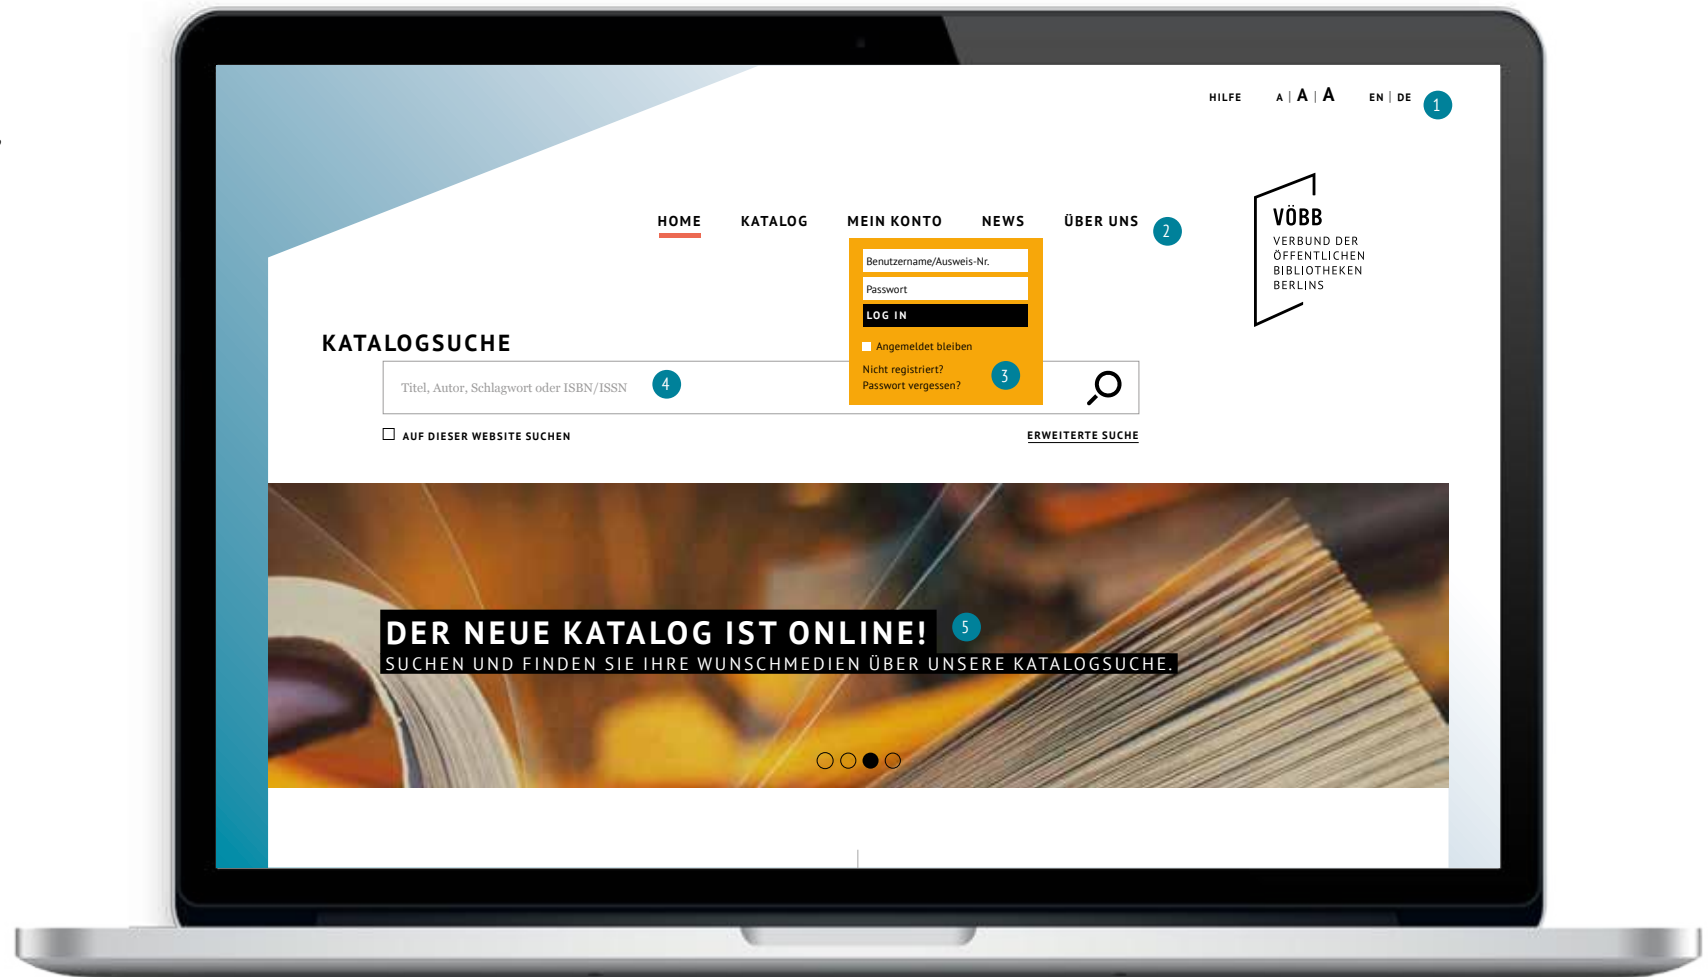 HILFE A | A | A EN | DE 1
HOME KATALOG MEIN KONTO NEWS ÜBER UNS 2
VÖBB
VERBUND DER
ÖFFENTLICHEN
BIBLIOTHEKEN
BERLINS
Benutzername/Ausweis-Nr.
Passwort
LOG IN
Angemeldet bleiben
Nicht registriert?
Passwort vergessen?
3
KATALOGSUCHE
Titel, Autor, Schlagwort oder ISBN/ISSN 4
AUF DIESER WEBSITE SUCHEN
ERWEITERTE SUCHE
DER NEUE KATALOG IST ONLINE! 5
SUCHEN UND FINDEN SIE IHRE WUNSCHMEDIEN ÜBER UNSERE KATALOGSUCHE.